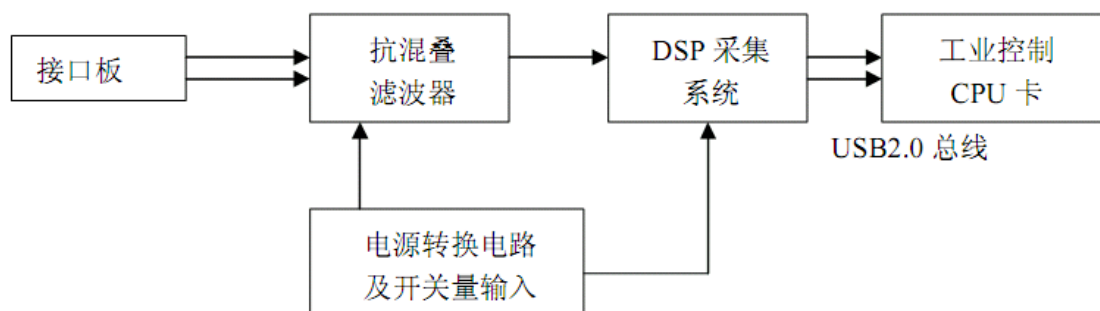 接口板
抗混叠
滤波器
DSP 采集
系统
工业控制
CPU 卡
USB2.0 总线
电源转换电路
及开关量输入